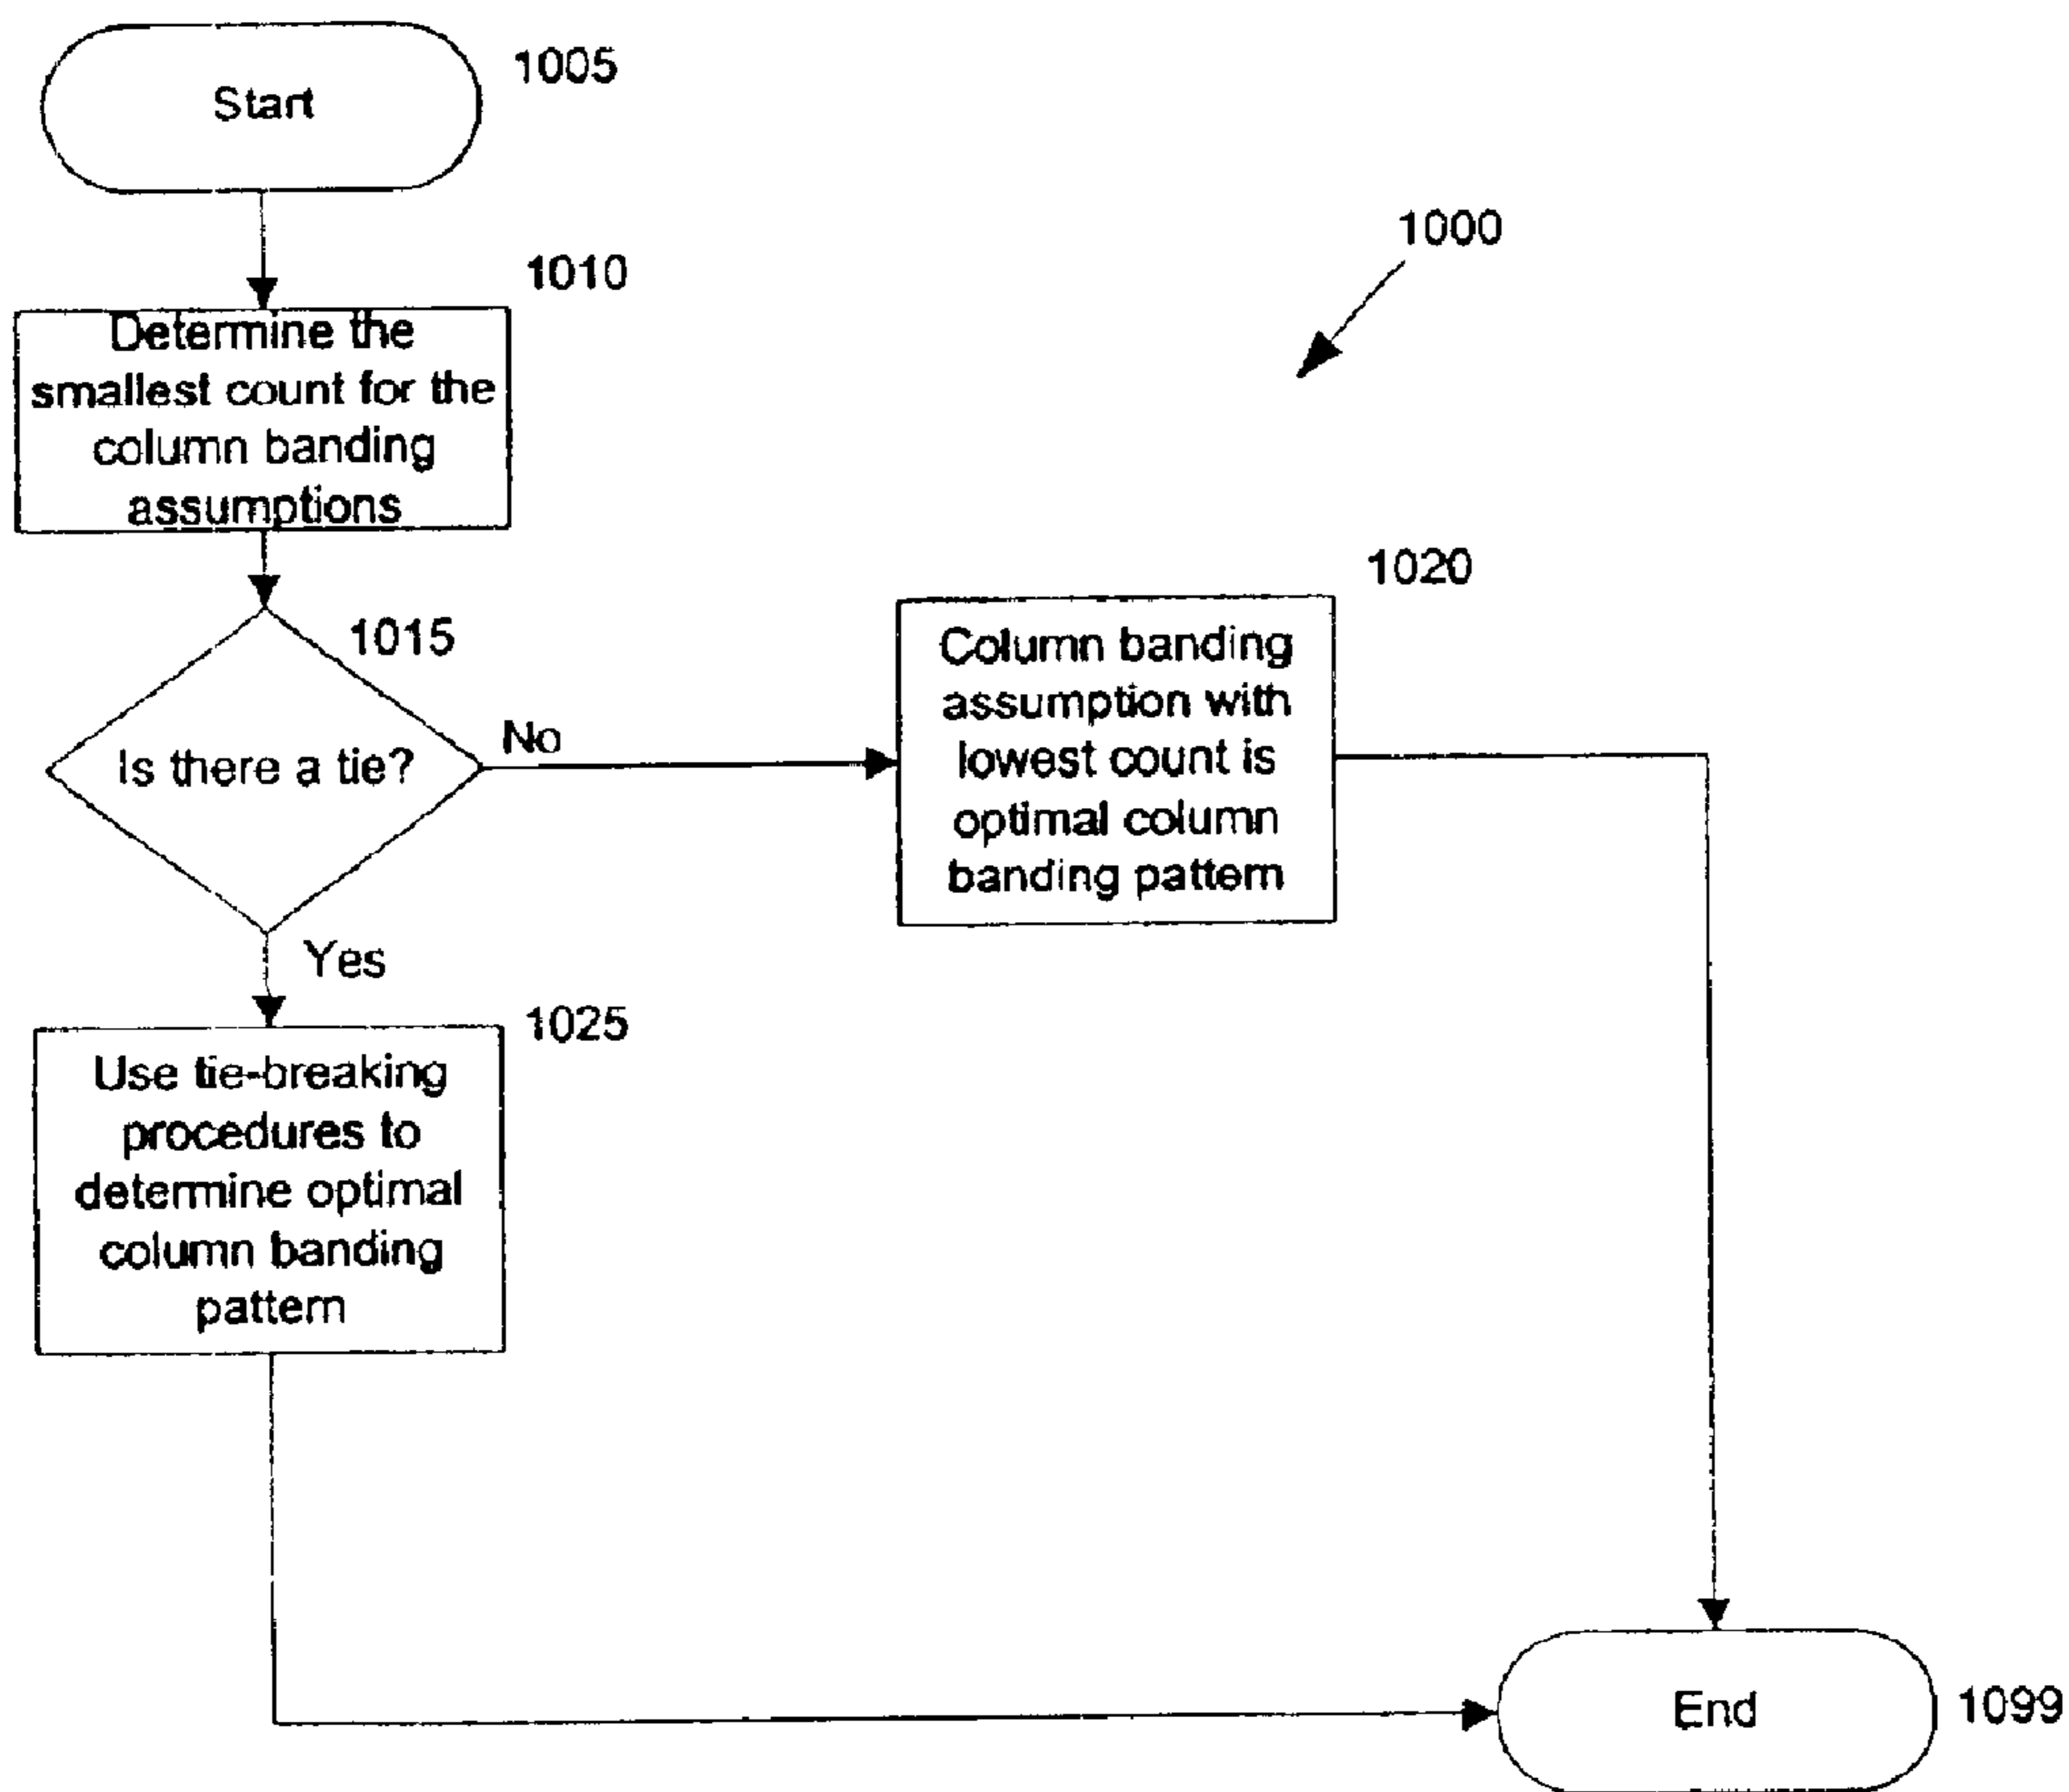 Start
1005
1000
1010
Determine the
smallest count for the
column banding
assumptions
1015
Is there a tie?
No
1020
Column banding
assumption with
lowest count is
optimal column
banding pattern
Yes
1025
Use tie-breaking
procedures to
determine optimal
column banding
pattern
End
1099